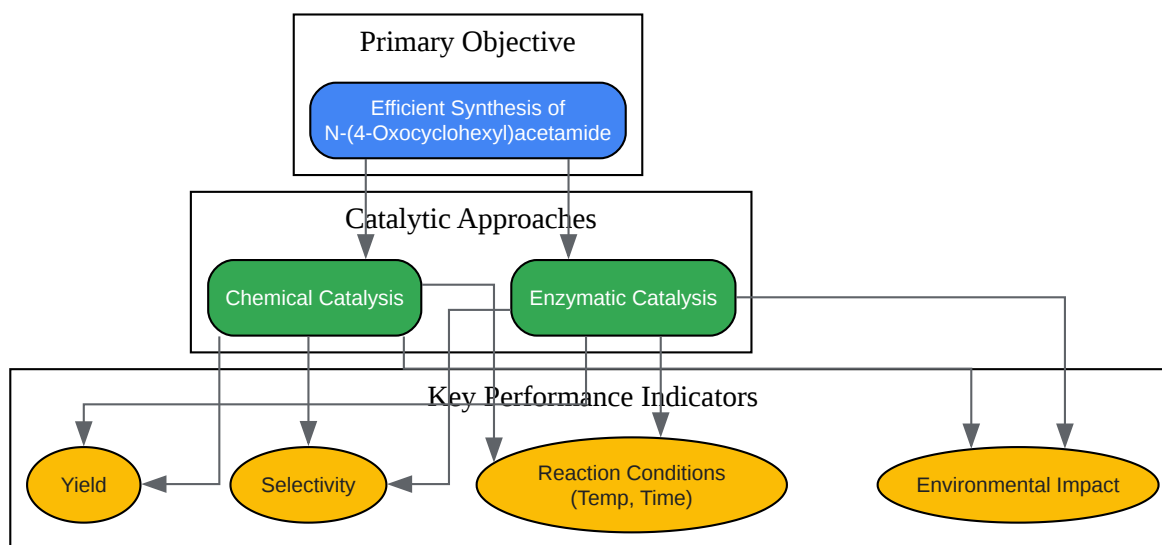 Primary Objective
Efficient Synthesis of
N-(4-Oxocyclohexyl)acetamide
Catalytic Approaches
Chemical Catalysis
Enzymatic Catalysis
Key Performance Indicators
Yield
Selectivity
Reaction Conditions
(Temp, Time)
Environmental Impact